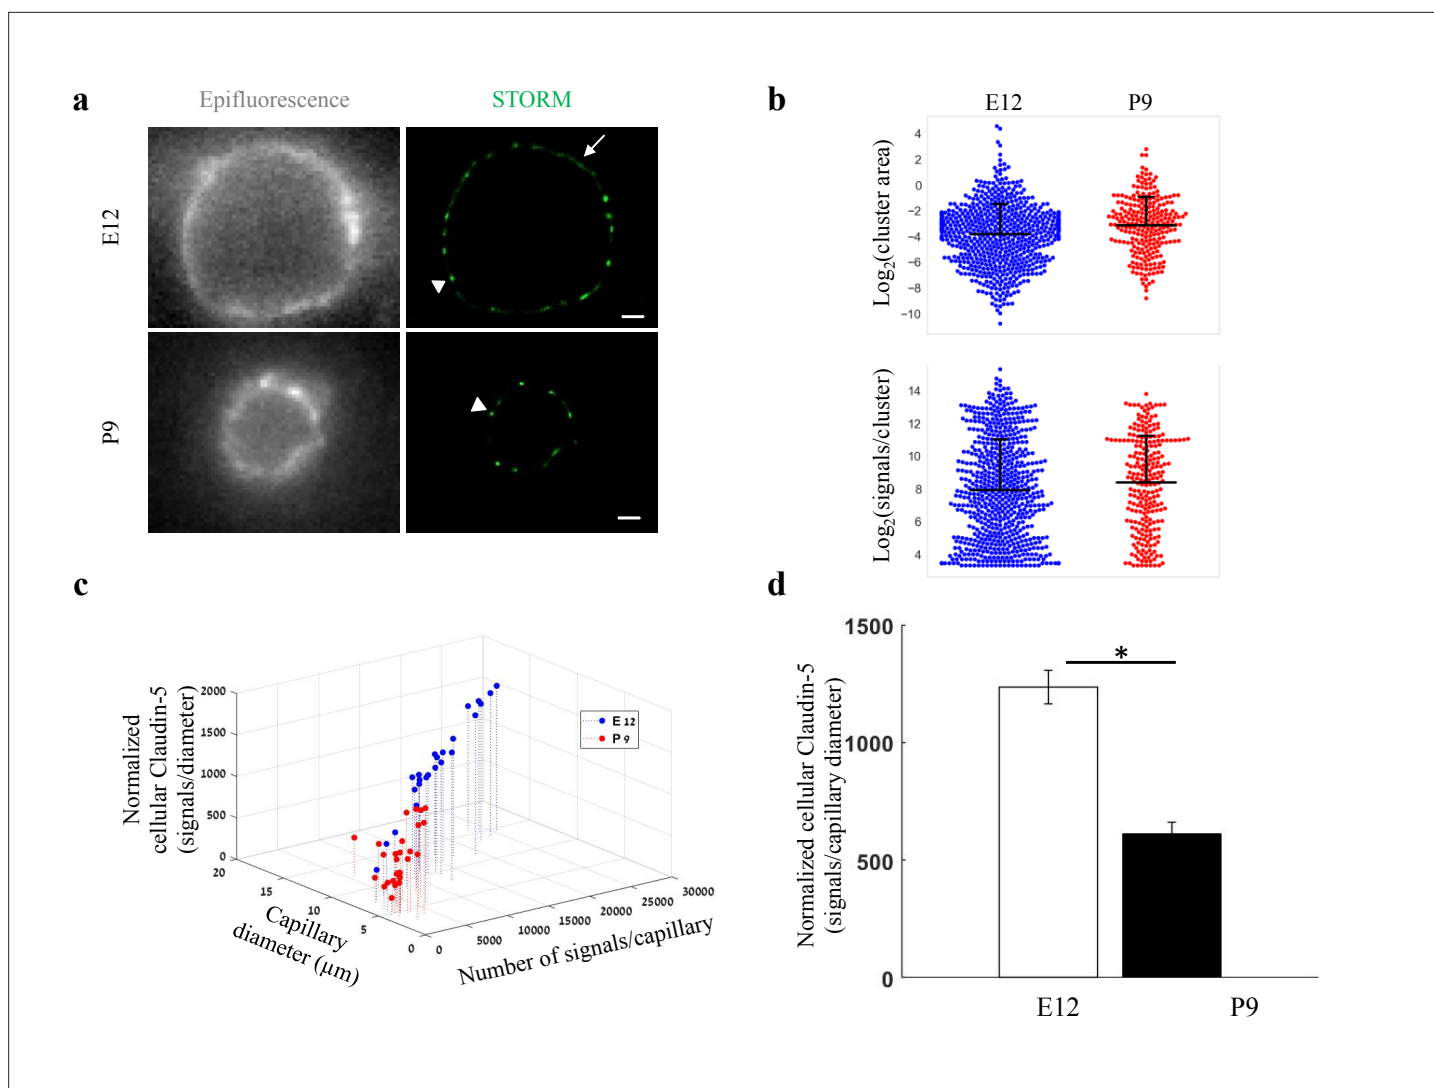 a
Epifluorescence
STORM
E12
P9
b
E12
P9
Log2(cluster area)
4
2
0
−2
−4
−6
−8
−10
Log2(signals/cluster)
14
12
10
8
6
4
c
Normalized
cellular Claudin-5
(signals/diameter)
2000
1500
1000
500
0
20
15
10
5
0
Capillary
diameter (μm)
0
5000
10000
15000
20000
25000
30000
Number of signals/capillary
E 12
P 9
d
Normalized cellular Claudin-5
(signals/capillary diameter)
1500
1000
500
0
*
E12
P9